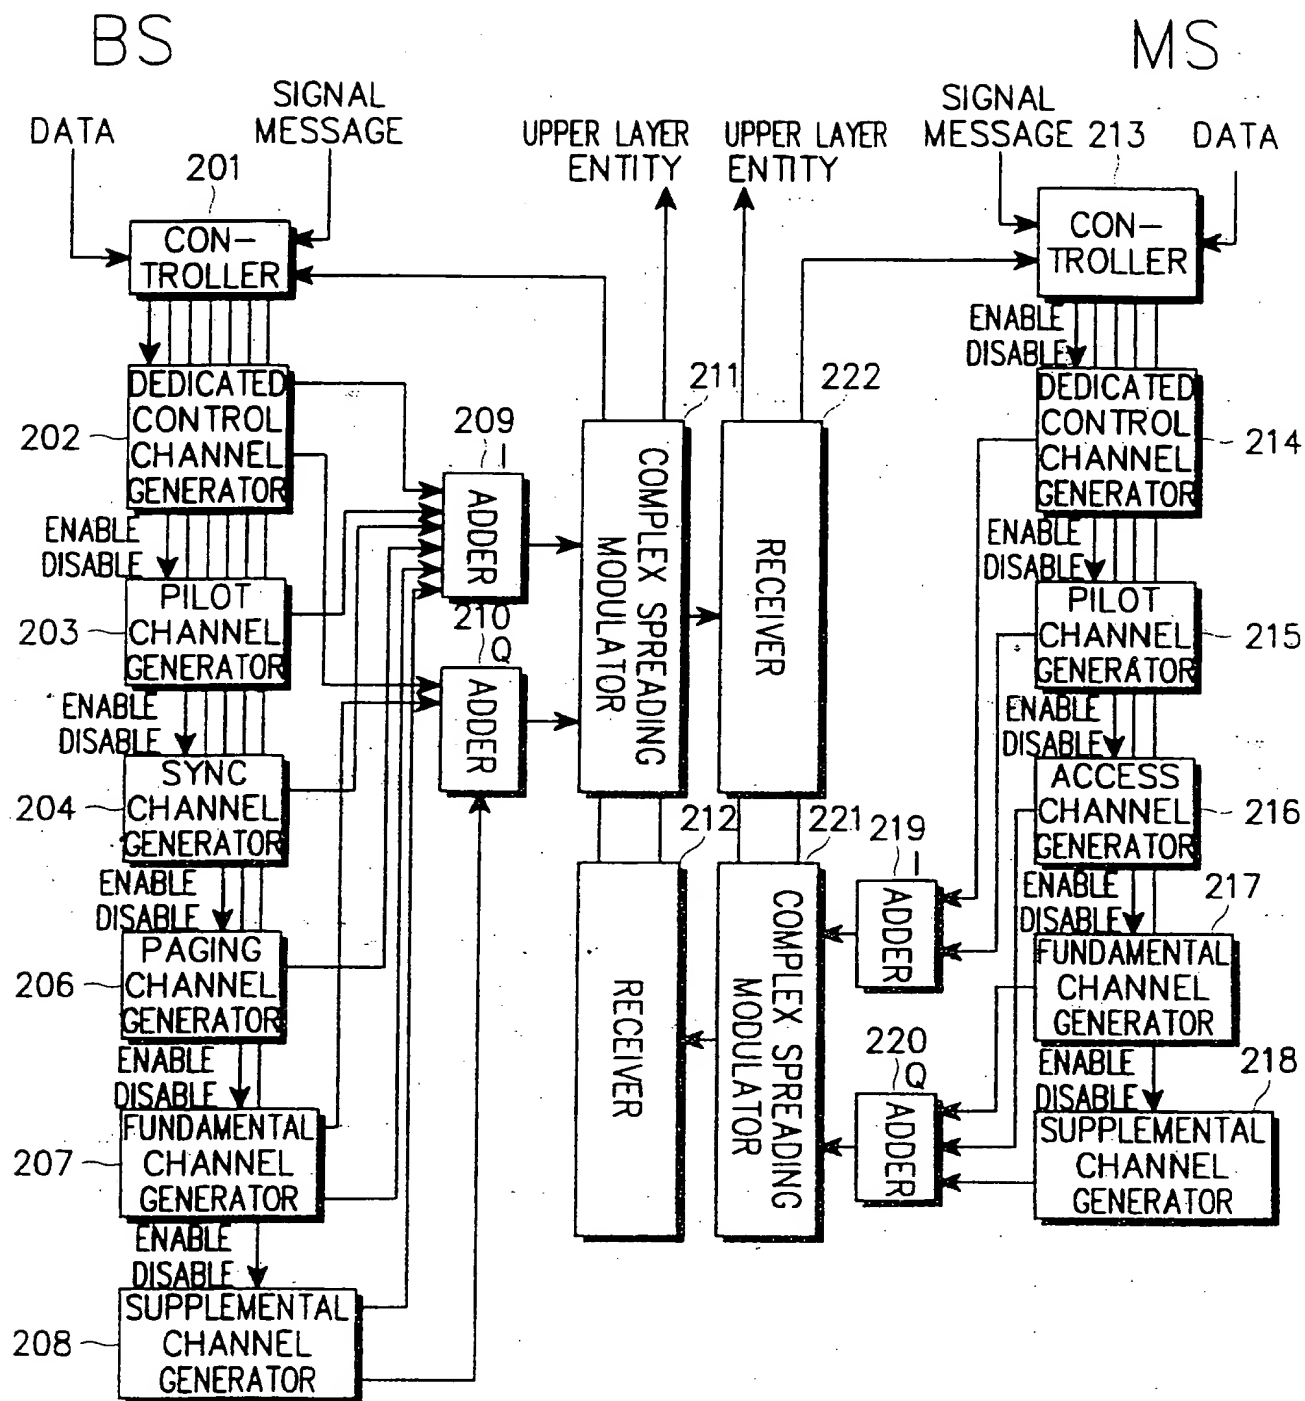 BS
MS
DATA
SIGNAL
MESSAGE
201
UPPER LAYER
ENTITY
UPPER LAYER
ENTITY
SIGNAL
MESSAGE 213
DATA
CON-
TROLLER
CON-
TROLLER
ENABLE
DISABLE
202
DEDICATED
CONTROL
CHANNEL
GENERATOR
209
I
ADDER
211
COMPLEX SPREADING
MODULATOR
222
RECEIVER
DEDICATED
CONTROL
CHANNEL
GENERATOR
214
ENABLE
DISABLE
ENABLE
DISABLE
203
PILOT
CHANNEL
GENERATOR
210
Q
ADDER
PILOT
CHANNEL
GENERATOR
215
ENABLE
DISABLE
ENABLE
DISABLE
204
SYNC
CHANNEL
GENERATOR
212
RECEIVER
221
COMPLEX SPREADING
MODULATOR
219
I
ADDER
ACCESS
CHANNEL
GENERATOR
216
ENABLE
DISABLE
ENABLE
DISABLE
217
206
PAGING
CHANNEL
GENERATOR
FUNDAMENTAL
CHANNEL
GENERATOR
ENABLE
DISABLE
220
Q
ADDER
ENABLE
DISABLE
218
207
FUNDAMENTAL
CHANNEL
GENERATOR
SUPPLEMENTAL
CHANNEL
GENERATOR
ENABLE
DISABLE
208
SUPPLEMENTAL
CHANNEL
GENERATOR